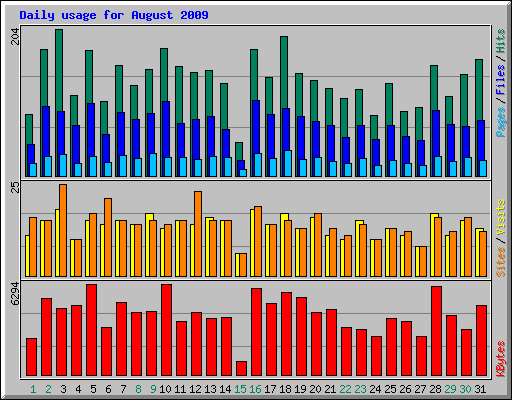 Daily usage for August 2009
204
Pages / Files / Hits
25
Sites / Visits
6294
KBytes
1 2 3 4 5 6 7 8 9 10 11 12 13 14 15 16 17 18 19 20 21 22 23 24 25 26 27 28 29 30 31